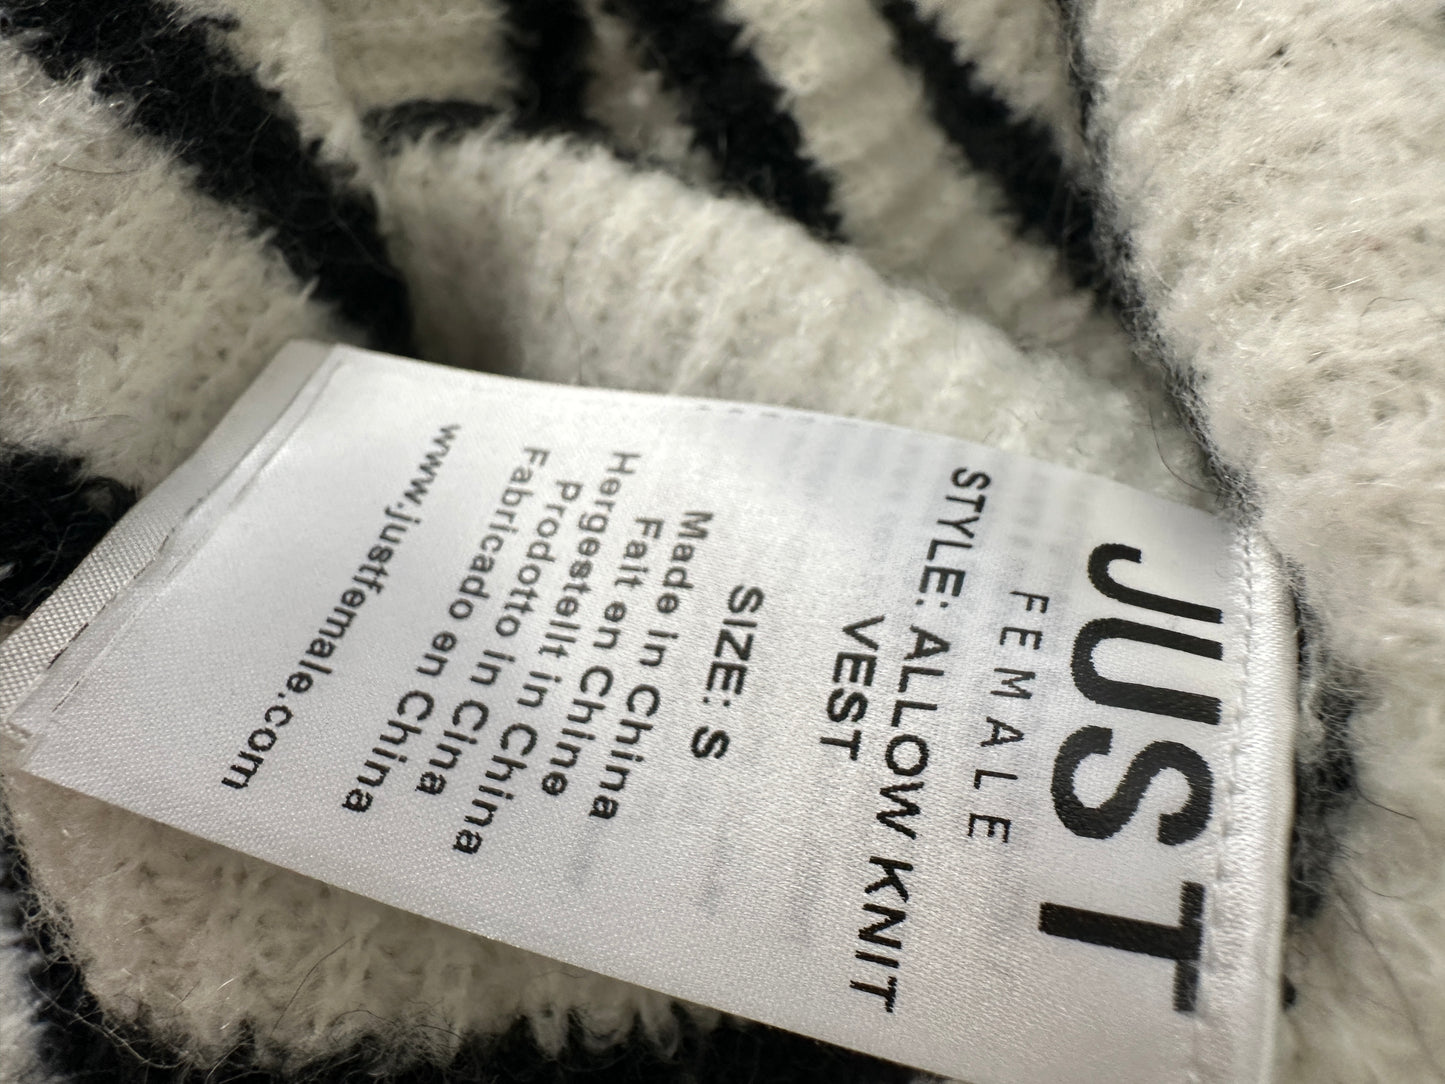 JUST
FEMALE
STYLE: ALLOW KNIT
VEST
SIZE: S
Made in China
Fait en Chine
Hergestellt in China
Prodotto in Cina
Fabricado en China
www.justfemale.com